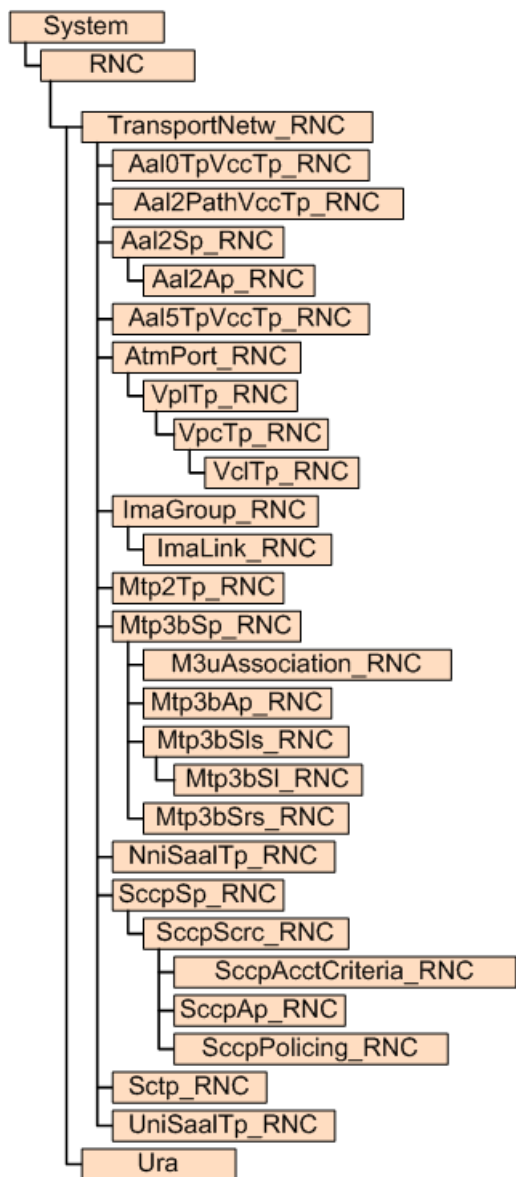 System
RNC
TransportNetw_RNC
Aal0TpVccTp_RNC
Aal2PathVccTp_RNC
Aal2Sp_RNC
Aal2Ap_RNC
Aal5TpVccTp_RNC
AtmPort_RNC
VplTp_RNC
VpcTp_RNC
VclTp_RNC
ImaGroup_RNC
ImaLink_RNC
Mtp2Tp_RNC
Mtp3bSp_RNC
M3uAssociation_RNC
Mtp3bAp_RNC
Mtp3bSls_RNC
Mtp3bSl_RNC
Mtp3bSrs_RNC
NniSaalTp_RNC
SccpSp_RNC
SccpScrc_RNC
SccpAcctCriteria_RNC
SccpAp_RNC
SccpPolicing_RNC
Sctp_RNC
UniSaalTp_RNC
Ura